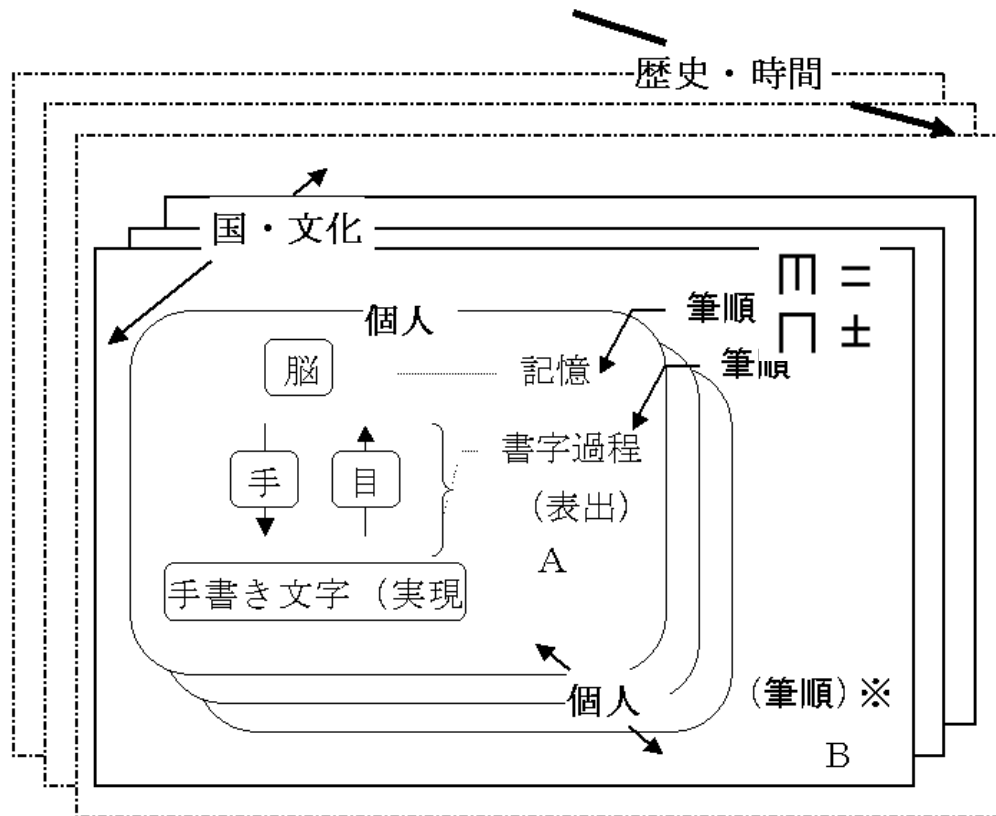 歴史・時間
国・文化
個人
筆順
脳
記憶
筆順
手
目
書字過程
(表出)
A
手書き文字（実現
個人
(筆順)※
B